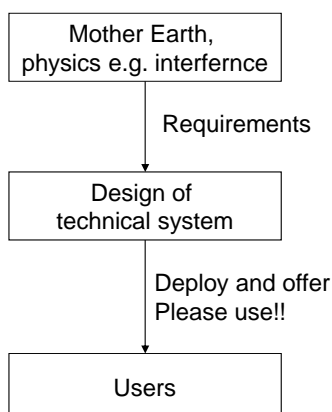 Mother Earth,
physics e.g. interfernce
Requirements
Design of
technical system
Deploy and offer
Please use!!
Users